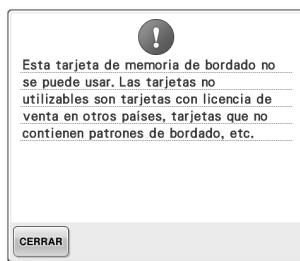 Esta tarjeta de memoria de bordado no
se puede usar. Las tarjetas no
utilizables son tarjetas con licencia de
venta en otros países, tarjetas que no
contienen patrones de bordado, etc.
CERRAR